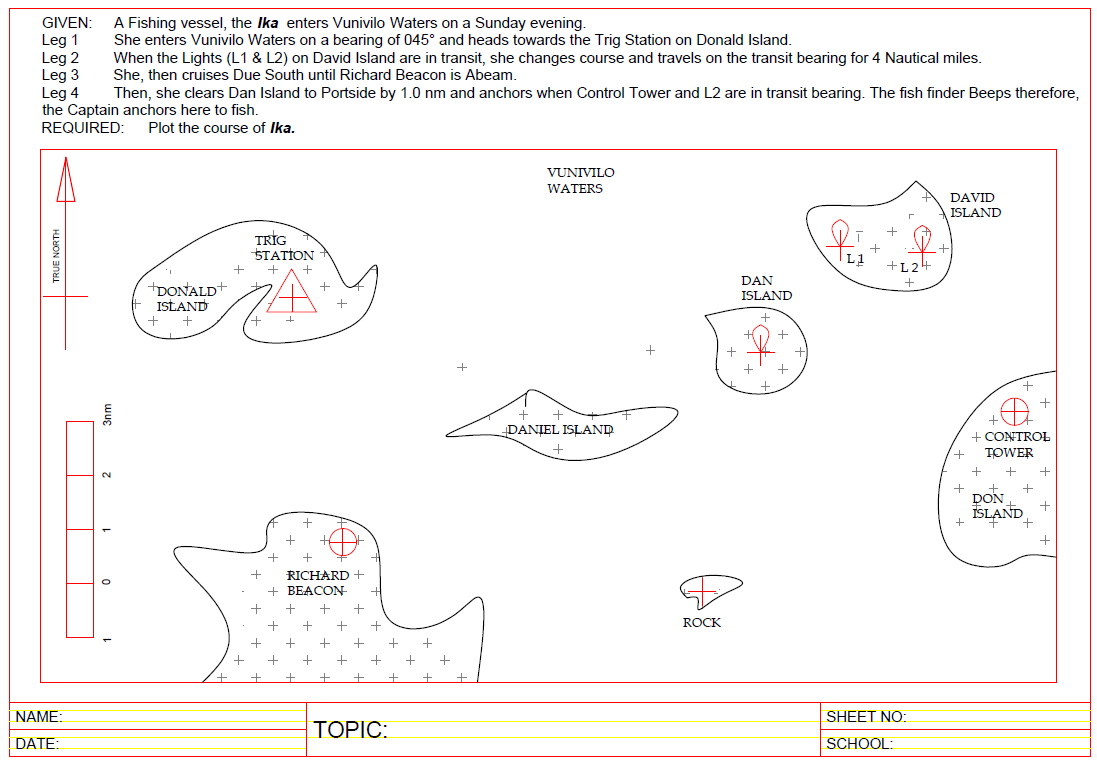 GIVEN: A Fishing vessel, the Ika enters Vunivilo Waters on a Sunday evening.
Leg 1 She enters Vunivilo Waters on a bearing of 045° and heads towards the Trig Station on Donald Island.
Leg 2 When the Lights (L1 & L2) on David Island are in transit, she changes course and travels on the transit bearing for 4 Nautical miles.
Leg 3 She, then cruises Due South until Richard Beacon is Abeam.
Leg 4 Then, she clears Dan Island to Portside by 1.0 nm and anchors when Control Tower and L2 are in transit bearing. The fish finder Beeps therefore,
the Captain anchors here to fish.
REQUIRED: Plot the course of Ika.
VUNIVILO
WATERS
DAVID
ISLAND
TRUE NORTH
TRIG
STATION
L1
L2
DONALD
ISLAND
DAN
ISLAND
3nm
2
1
0
1
DANIEL ISLAND
CONTROL
TOWER
DON
ISLAND
RICHARD
BEACON
ROCK
NAME:
DATE:
TOPIC:
SHEET NO:
SCHOOL: